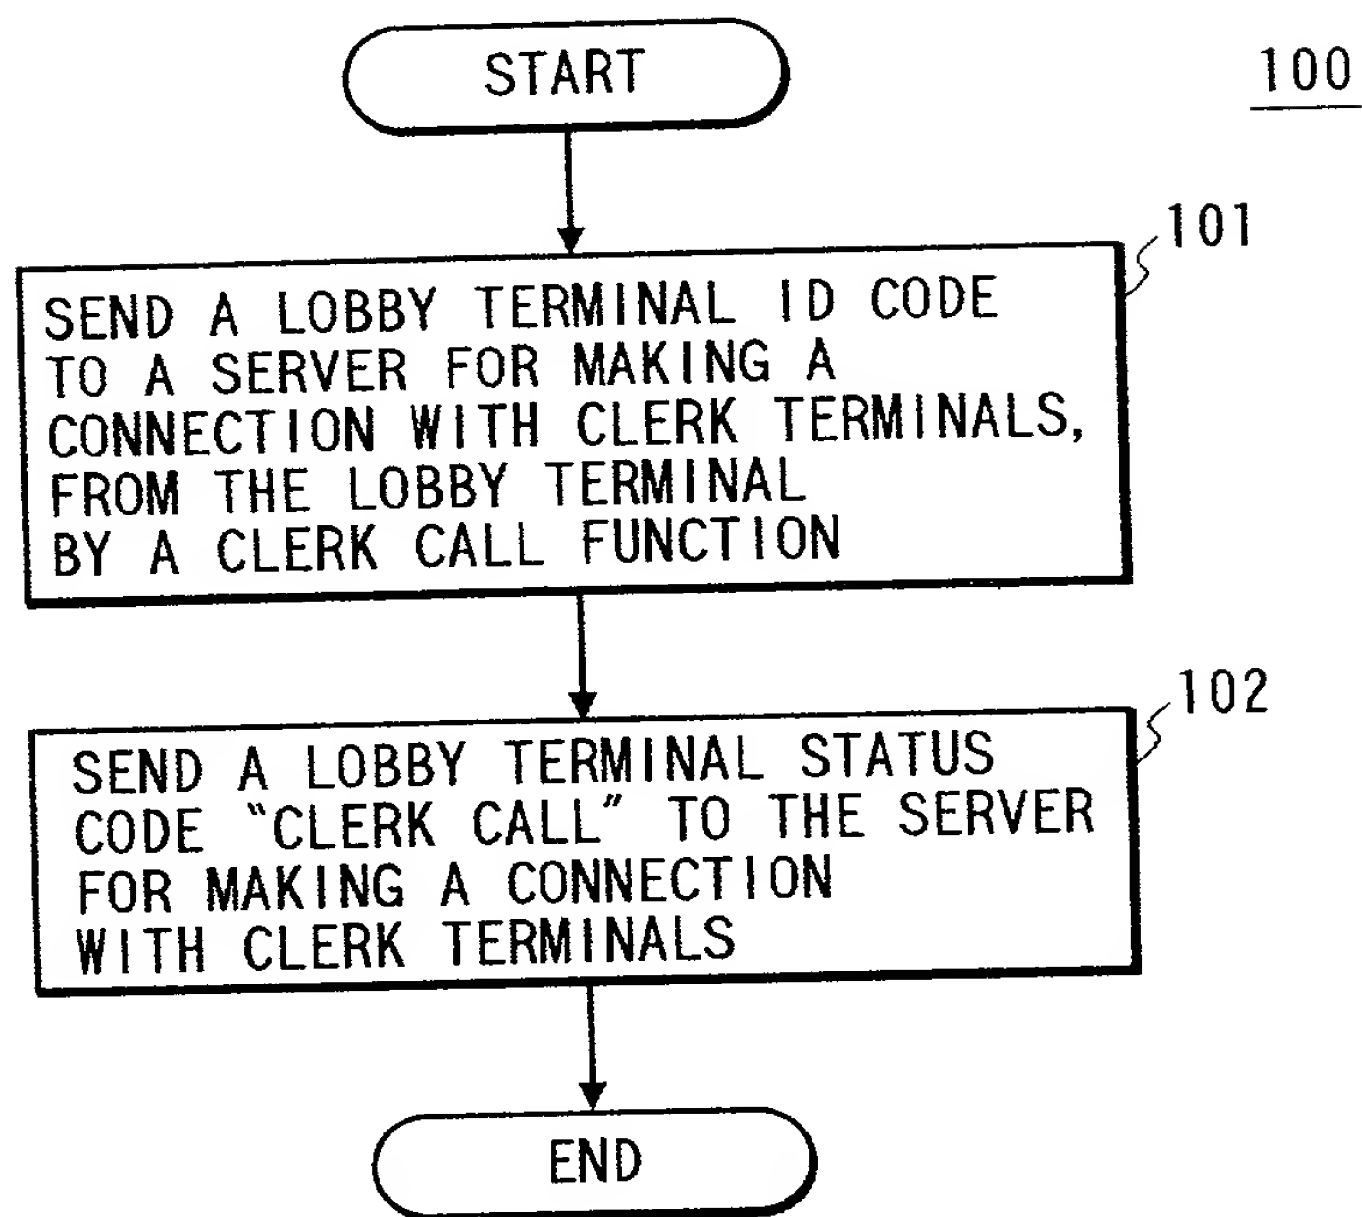 START
100
101
SEND A LOBBY TERMINAL ID CODE
TO A SERVER FOR MAKING A
CONNECTION WITH CLERK TERMINALS,
FROM THE LOBBY TERMINAL
BY A CLERK CALL FUNCTION
102
SEND A LOBBY TERMINAL STATUS
CODE "CLERK CALL" TO THE SERVER
FOR MAKING A CONNECTION
WITH CLERK TERMINALS
END